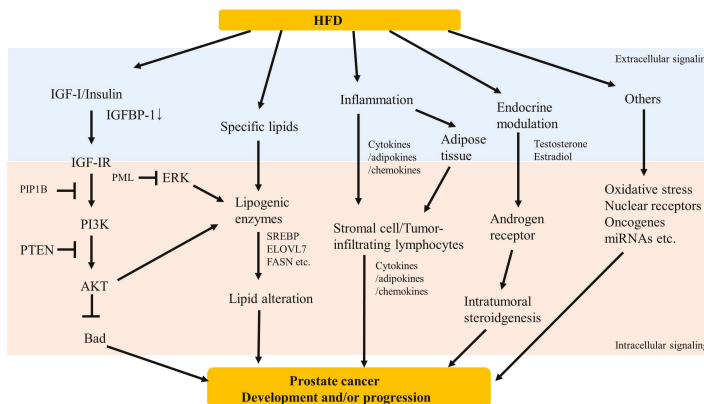 HFD
Extracellular signaling
IGF-I/Insulin
IGFBP-1↓
IGF-IR
PIP1B
PML
ERK
PI3K
PTEN
AKT
Bad
Specific lipids
Lipogenic
enzymes
SREBP
ELOVL7
FASN etc.
Lipid alteration
Inflammation
Cytokines
/adipokines
/chemokines
Adipose
tissue
Stromal cell/Tumor-
infiltrating lymphocytes
Cytokines
/adipokines
/chemokines
Endocrine
modulation
Testosterone
Estradiol
Androgen
receptor
Intratumoral
steroidgenesis
Others
Oxidative stress
Nuclear receptors
Oncogenes
miRNAs etc.
Intracellular signaling
Prostate cancer
Development and/or progression